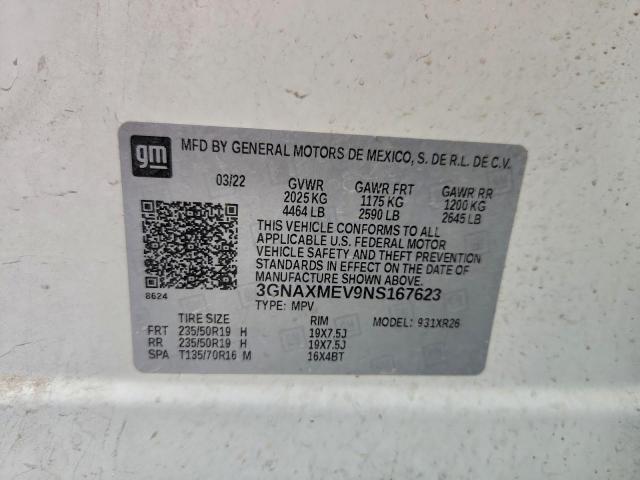 gm
MFD BY GENERAL MOTORS DE MEXICO, S. DE R.L. DE C.V.
03/22 GVWR GAWR FRT GAWR RR
2025 KG 1175 KG 1200 KG
4464 LB 2590 LB 2645 LB
THIS VEHICLE CONFORMS TO ALL
APPLICABLE U.S. FEDERAL MOTOR
VEHICLE SAFETY AND THEFT PREVENTION
STANDARDS IN EFFECT ON THE DATE OF
MANUFACTURE SHOWN ABOVE.
8624
3GNAXMEV9NS167623
TYPE: MPV
TIRE SIZE RIM MODEL: 931XR26
FRT 235/50R19 H 19X7.5J
RR 235/50R19 H 19X7.5J
SPA T135/70R16 M 16X4BT